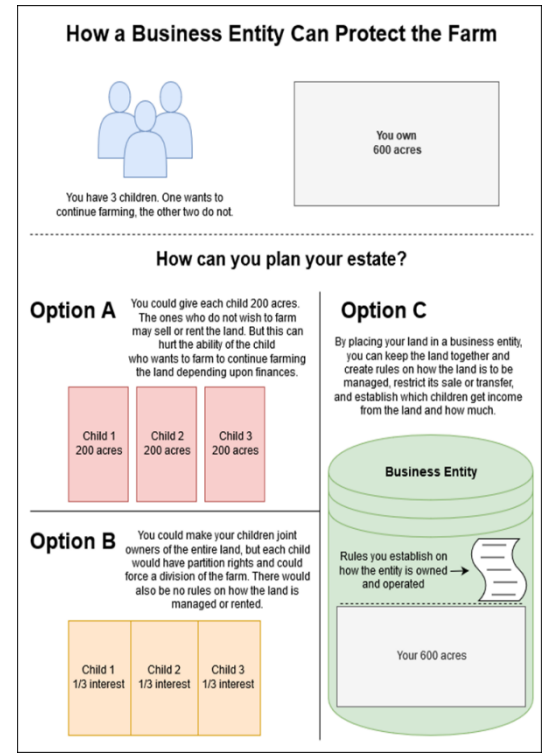 How a Business Entity Can Protect the Farm
You own
600 acres
You have 3 children. One wants to
continue farming, the other two do not.
How can you plan your estate?
Option A
You could give each child 200 acres.
The ones who do not wish to farm
may sell or rent the land. But this can
hurt the ability of the child
who wants to farm to continue farming
the land depending upon finances.
Child 1
200 acres
Child 2
200 acres
Child 3
200 acres
Option B
You could make your children joint
owners of the entire land, but each child
would have partition rights and could
force a division of the farm. There would
also be no rules on how the land is
managed or rented.
Child 1
1/3 interest
Child 2
1/3 interest
Child 3
1/3 interest
Option C
By placing your land in a business entity,
you can keep the land together and
create rules on how the land is to be
managed, restrict its sale or transfer,
and establish which children get income
from the land and how much.
Business Entity
Rules you establish on
how the entity is owned
and operated
Your 600 acres